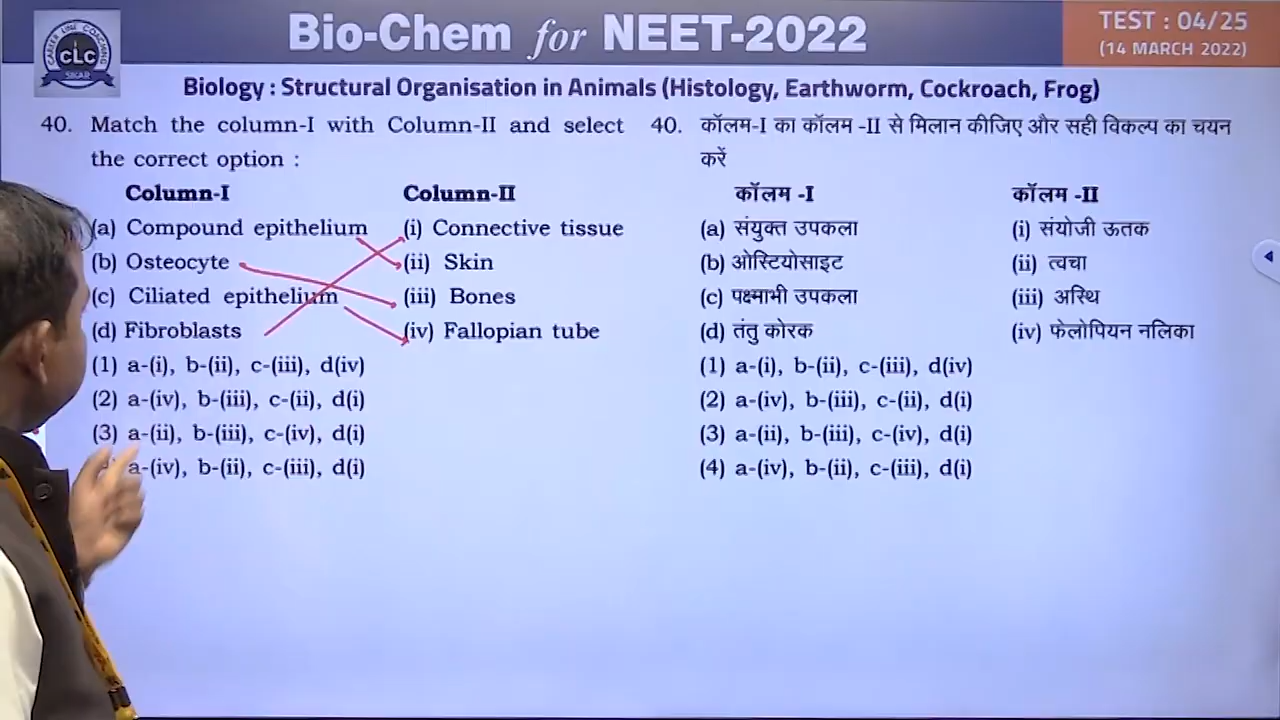 Bio-Chem for NEET-2022
TEST : 04/25
(14 MARCH 2022)
CAREER LINE COACHING
CLC
SIKAR
Biology : Structural Organisation in Animals (Histology, Earthworm, Cockroach, Frog)
40. Match the column-I with Column-II and select
the correct option :
Column-I Column-II
(a) Compound epithelium (i) Connective tissue
(b) Osteocyte (ii) Skin
(c) Ciliated epithelium (iii) Bones
(d) Fibroblasts (iv) Fallopian tube
(1) a-(i), b-(ii), c-(iii), d(iv)
(2) a-(iv), b-(iii), c-(ii), d(i)
(3) a-(ii), b-(iii), c-(iv), d(i)
a-(iv), b-(ii), c-(iii), d(i)
40. कॉलम-I का कॉलम -II से मिलान कीजिए और सही विकल्प का चयन
करें
कॉलम -I कॉलम -II
(a) संयुक्त उपकला (i) संयोजी ऊतक
(b) ओस्टियोसाइट (ii) त्वचा
(c) पक्ष्माभी उपकला (iii) अस्थि
(d) तंतु कोरक (iv) फेलोपियन नलिका
(1) a-(i), b-(ii), c-(iii), d(iv)
(2) a-(iv), b-(iii), c-(ii), d(i)
(3) a-(ii), b-(iii), c-(iv), d(i)
(4) a-(iv), b-(ii), c-(iii), d(i)